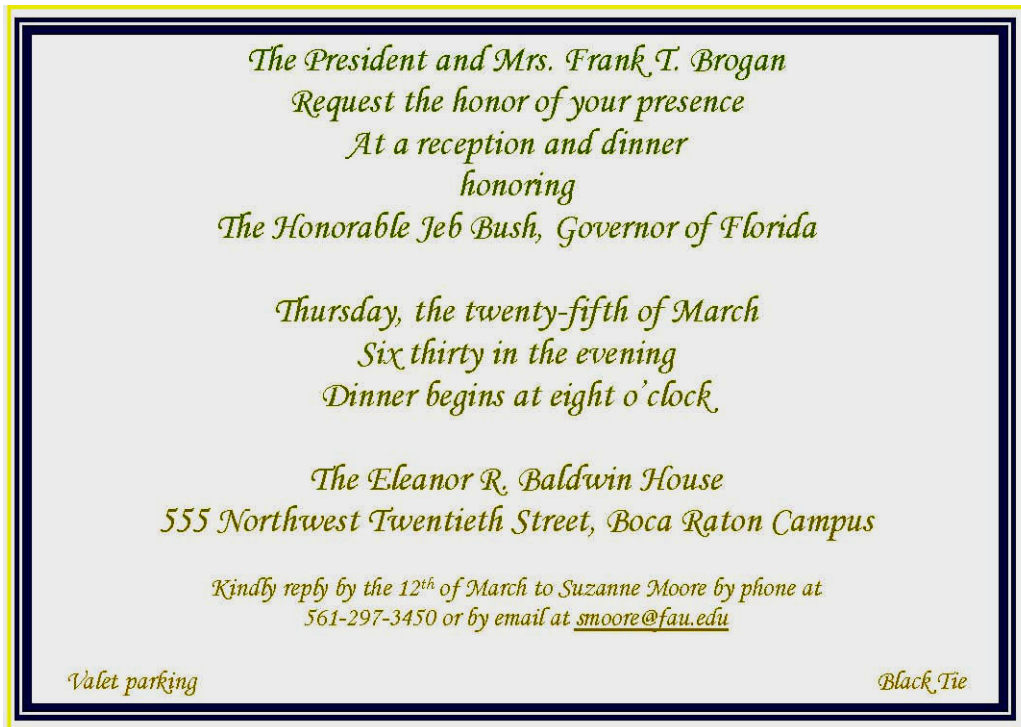 The President and Mrs. Frank T. Brogan
Request the honor of your presence
At a reception and dinner
honoring
The Honorable Jeb Bush, Governor of Florida
Thursday, the twenty-fifth of March
Six thirty in the evening
Dinner begins at eight o’clock
The Eleanor R. Baldwin House
555 Northwest Twentieth Street, Boca Raton Campus
Kindly reply by the 12th of March to Suzanne Moore by phone at
561-297-3450 or by email at smoore@fau.edu
Valet parking
Black Tie